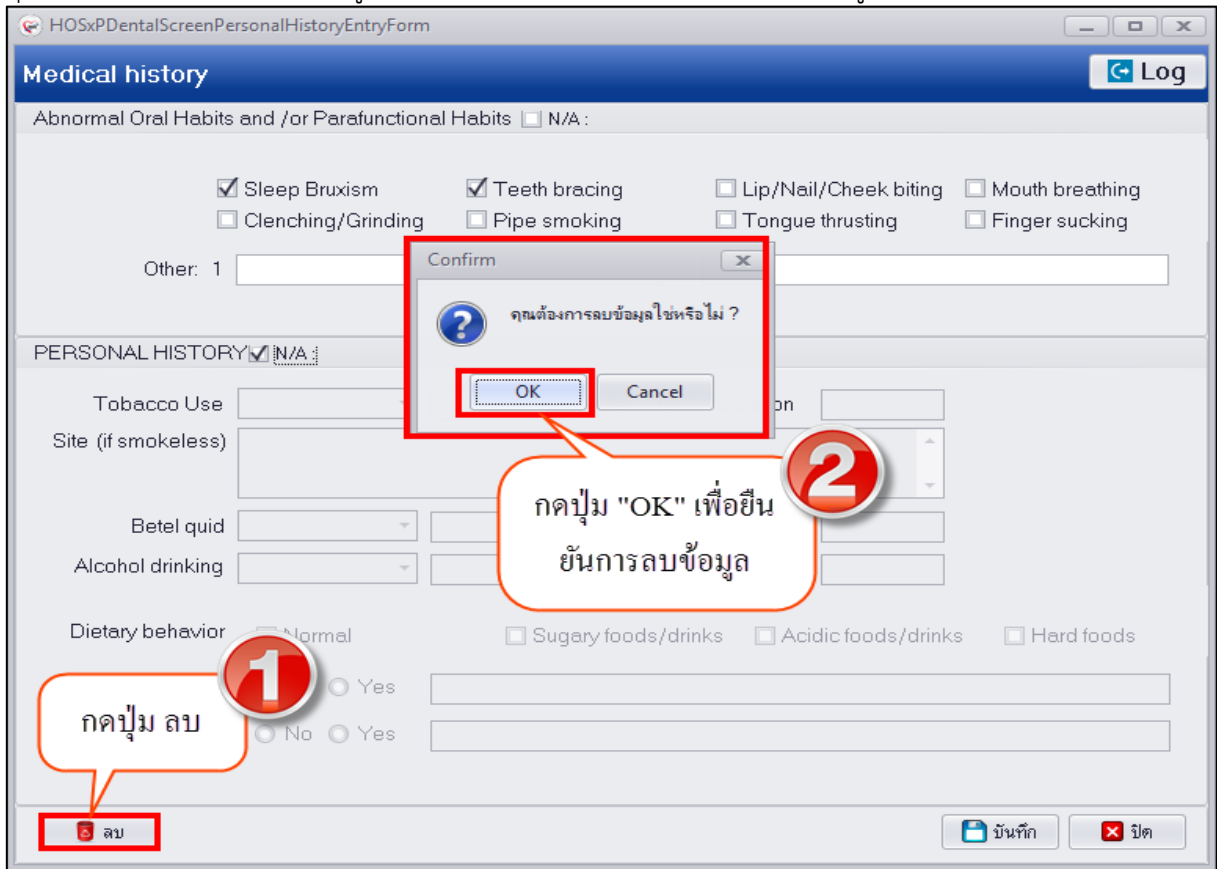 HOSxPDentalScreenPersonalHistoryEntryForm
Medical history
Log
Abnormal Oral Habits and /or Parafunctional Habits N/A :
Sleep Bruxism Teeth bracing Lip/Nail/Cheek biting Mouth breathing
Clenching/Grinding Pipe smoking Tongue thrusting Finger sucking
Other: 1
Confirm
คุณต้องการลบข้อมูลใช่หรือไม่ ?
OK Cancel
PERSONAL HISTORY N/A :
Tobacco Use
Site (if smokeless)
2
กดปุ่ม "OK" เพื่อยืน
ยันการลบข้อมูล
Betel quid
Alcohol drinking
Dietary behavior Normal Sugary foods/drinks Acidic foods/drinks Hard foods
1
Yes
กดปุ่ม ลบ
No Yes
ลบ บันทึก ปิด